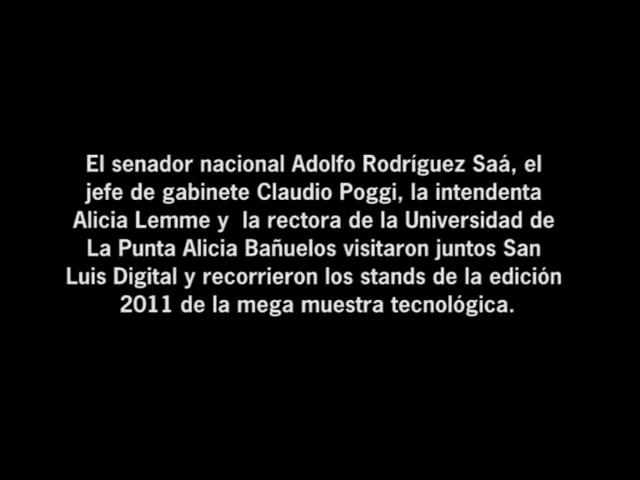 El senador nacional Adolfo Rodríguez Saá, el
jefe de gabinete Claudio Poggi, la intendenta
Alicia Lemme y  la rectora de la Universidad de
La Punta Alicia Bañuelos visitaron juntos San
Luis Digital y recorrieron los stands de la edición
2011 de la mega muestra tecnológica.